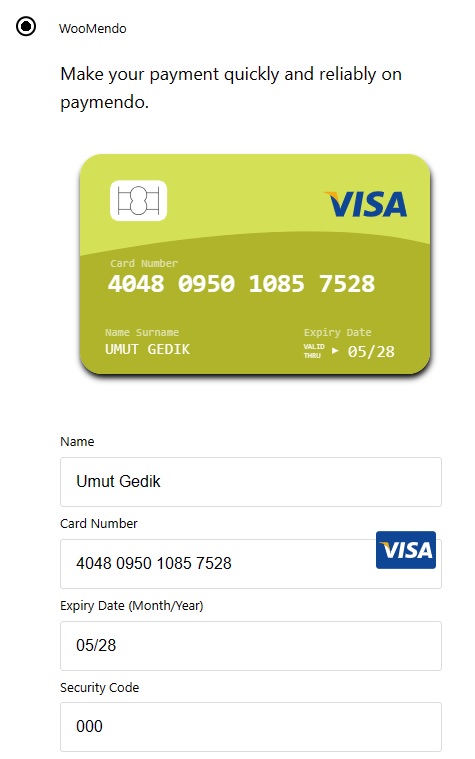 WooMendo
Make your payment quickly and reliably on
paymendo.
VISA
Card Number
4048 0950 1085 7528
Name Surname
Expiry Date
UMUT GEDIK
VALID
THRU
05/28
Name
Umut Gedik
Card Number
4048 0950 1085 7528
VISA
Expiry Date (Month/Year)
05/28
Security Code
000